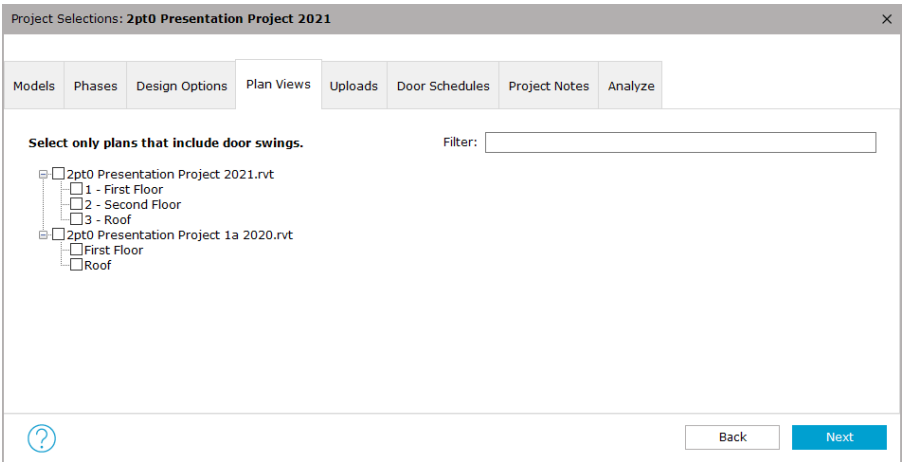 Project Selections: 2pt0 Presentation Project 2021
Models Phases Design Options Plan Views Uploads Door Schedules Project Notes Analyze
Select only plans that include door swings. Filter:
2pt0 Presentation Project 2021.rvt
1 - First Floor
2 - Second Floor
3 - Roof
2pt0 Presentation Project 1a 2020.rvt
First Floor
Roof
? Back Next